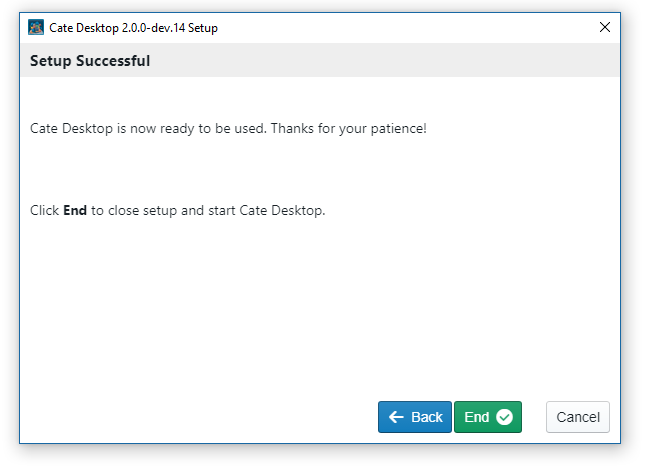 Cate Desktop 2.0.0-dev.14 Setup
Setup Successful
Cate Desktop is now ready to be used. Thanks for your patience!
Click End to close setup and start Cate Desktop.
Back End Cancel